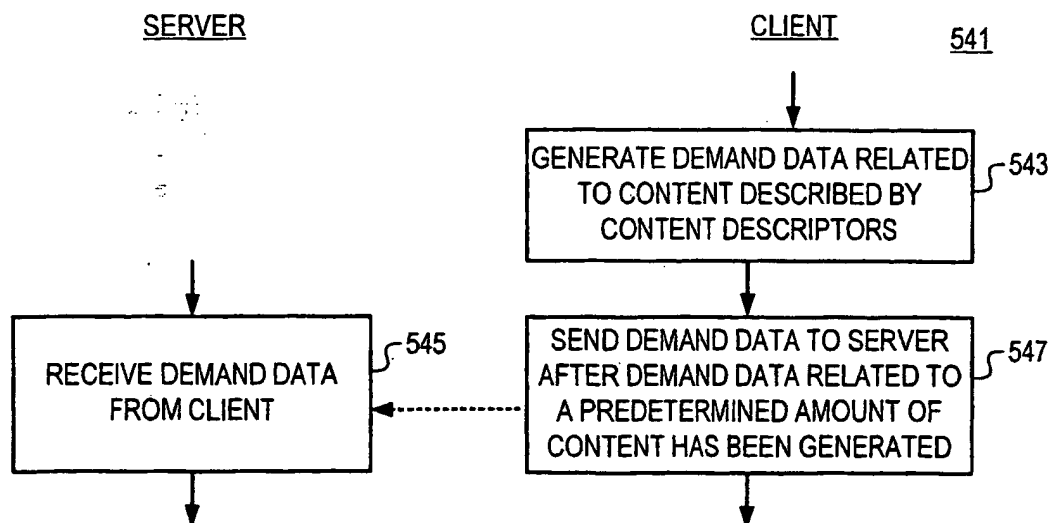 SERVER
CLIENT
541
GENERATE DEMAND DATA RELATED
TO CONTENT DESCRIBED BY
CONTENT DESCRIPTORS
543
RECEIVE DEMAND DATA
FROM CLIENT
545
SEND DEMAND DATA TO SERVER
AFTER DEMAND DATA RELATED TO
A PREDETERMINED AMOUNT OF
CONTENT HAS BEEN GENERATED
547